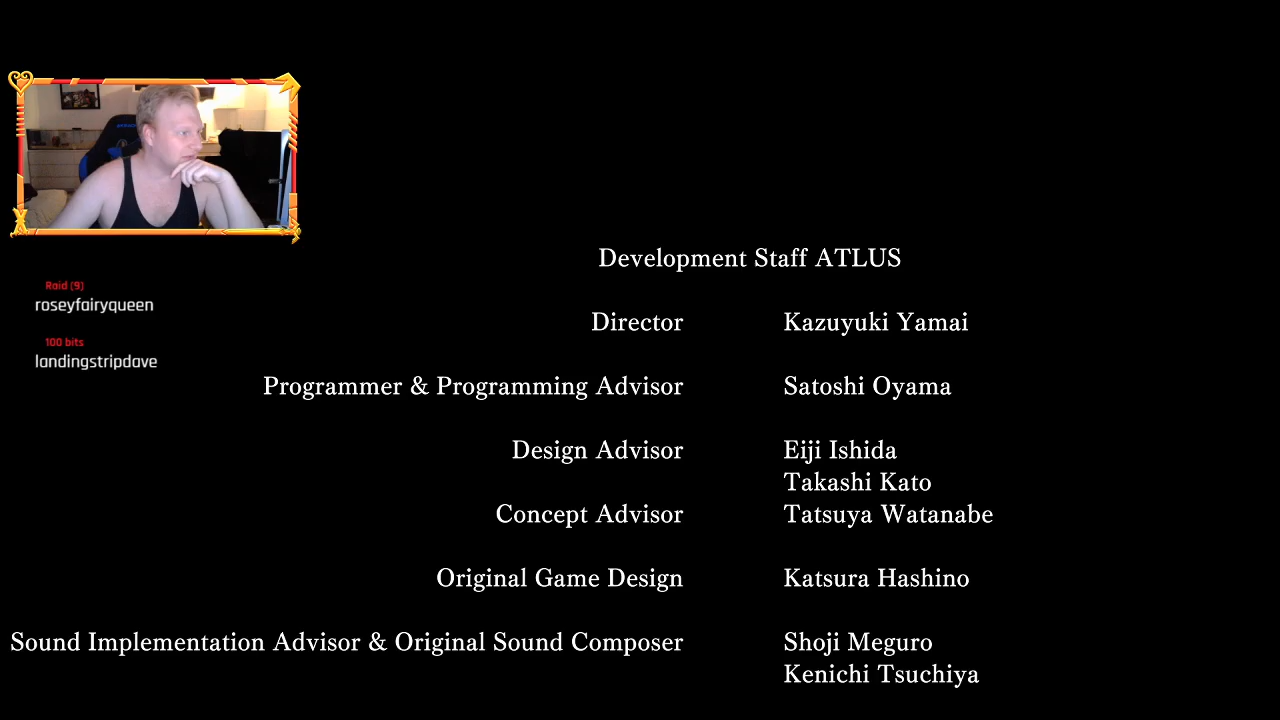 Raid (9)
roseyfairyqueen
100 bits
landingstripdave
Development Staff ATLUS
Director Kazuyuki Yamai
Programmer & Programming Advisor Satoshi Oyama
Design Advisor Eiji Ishida
Takashi Kato
Concept Advisor Tatsuya Watanabe
Original Game Design Katsura Hashino
Sound Implementation Advisor & Original Sound Composer Shoji Meguro
Kenichi Tsuchiya